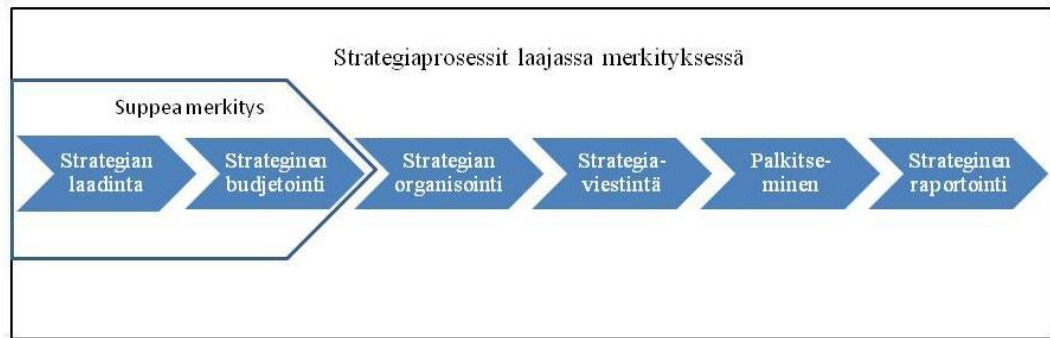 Strategiaprosessit laajassa merkityksessä
Suppea merkitys
Strategian
laadinta
Strateginen
budjetointi
Strategian
organisointi
Strategia-
viestintä
Palkitse-
minen
Strateginen
raportointi